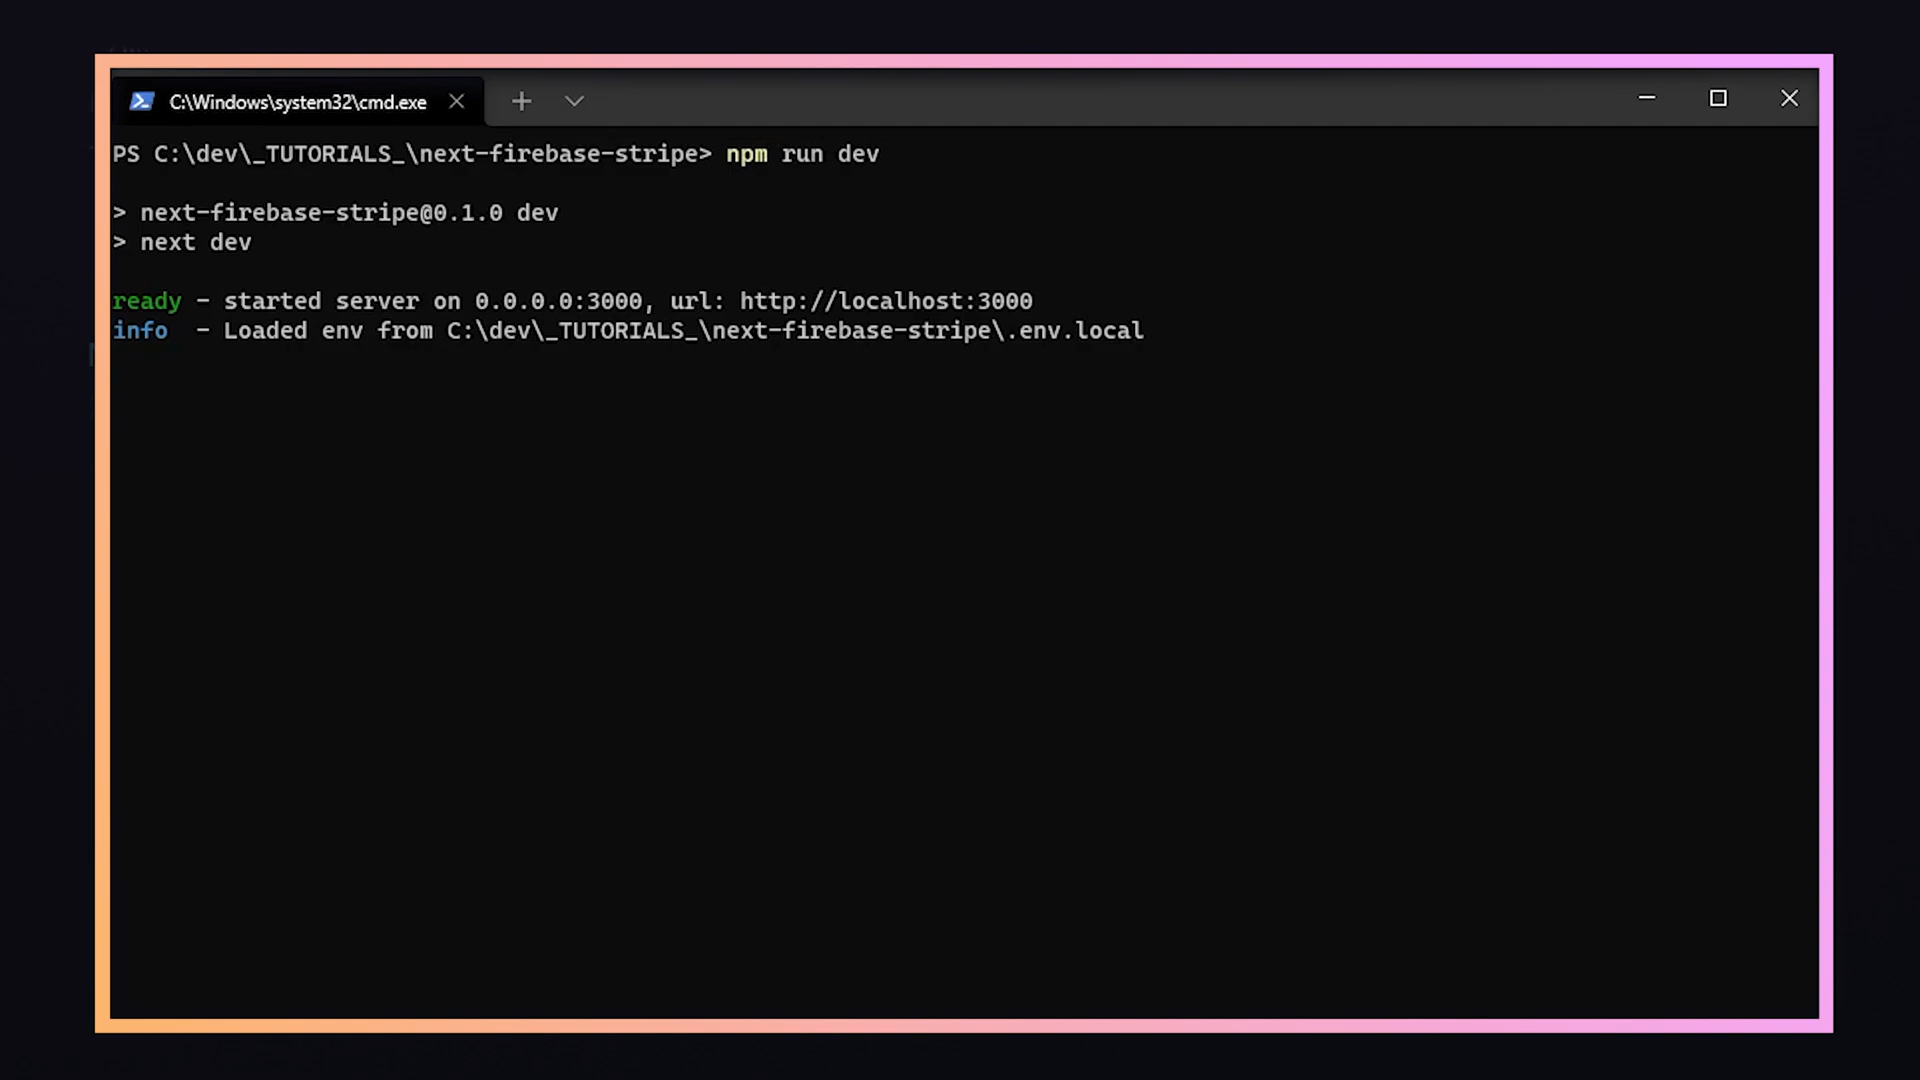 C:\Windows\system32\cmd.exe
PS C:\dev\_TUTORIALS_\next-firebase-stripe> npm run dev
> next-firebase-stripe@0.1.0 dev
> next dev
ready - started server on 0.0.0.0:3000, url: http://localhost:3000
info  - Loaded env from C:\dev\_TUTORIALS_\next-firebase-stripe\.env.local